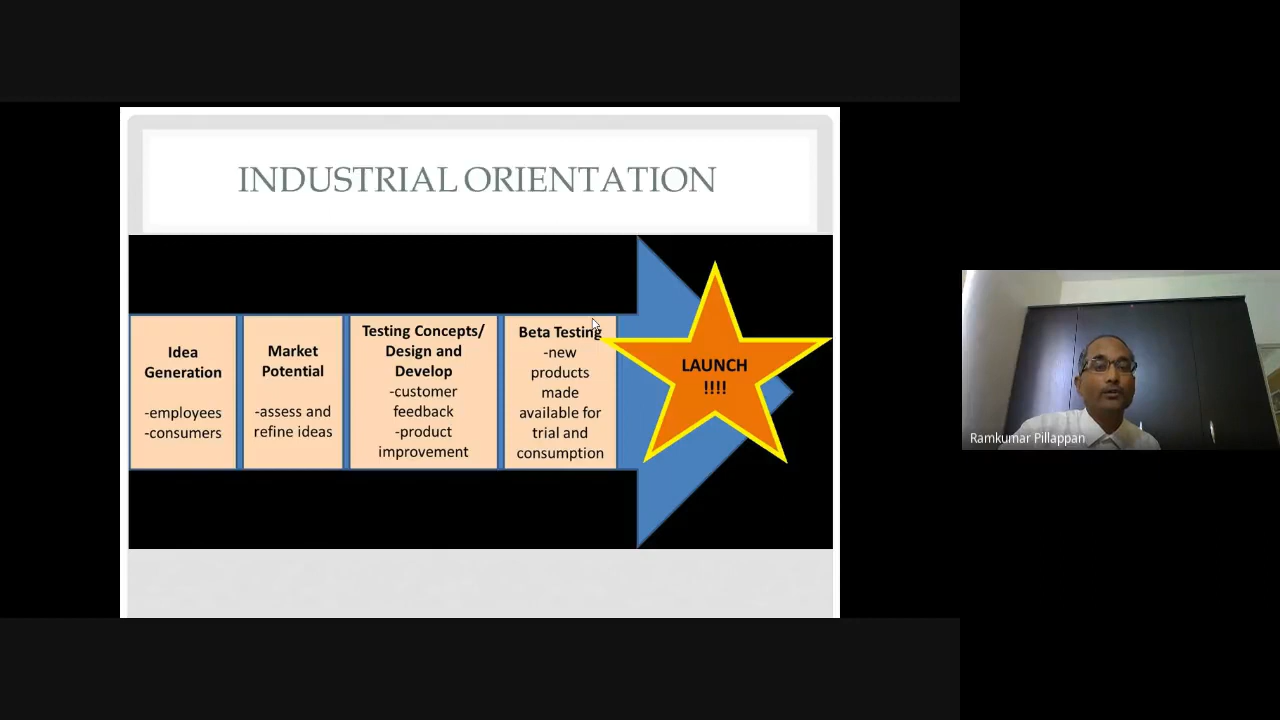 INDUSTRIAL ORIENTATION
Idea
Generation
-employees
-consumers
Market
Potential
-assess and
refine ideas
Testing Concepts/
Design and
Develop
-customer
feedback
-product
improvement
Beta Testing
-new
products
made
available for
trial and
consumption
LAUNCH
!!!!
Ramkumar Pillappan